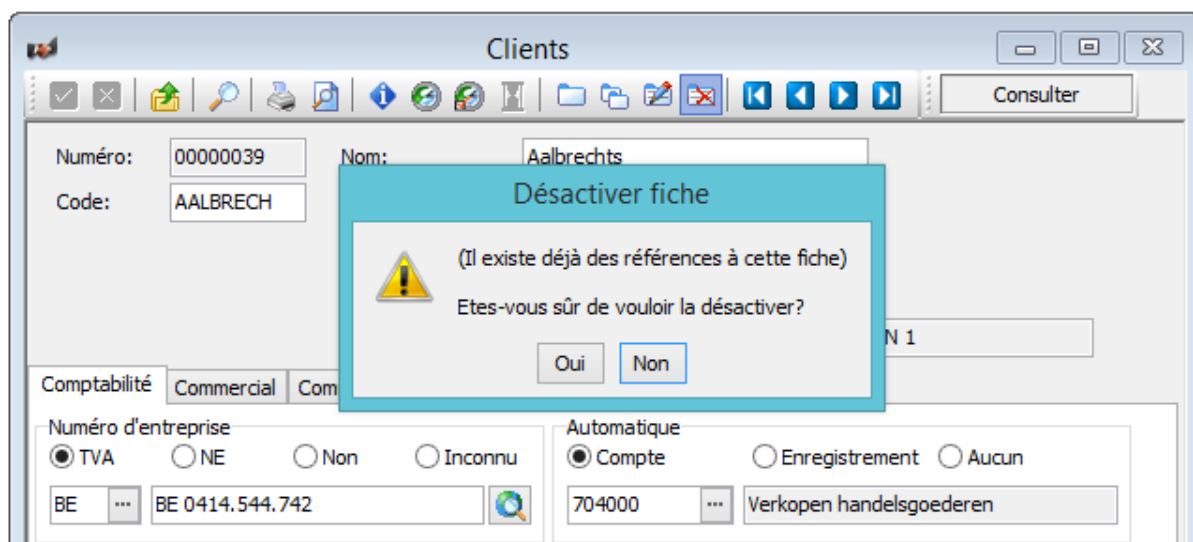 Clients
Consulter
Numéro: 00000039 Nom: Aalbrechts
Code: AALBRECH
Désactiver fiche
(Il existe déjà des références à cette fiche)
Etes-vous sûr de vouloir la désactiver?
N 1
Oui Non
Comptabilité Commercial Com
Numéro d'entreprise Automatique
TVA NE Non Inconnu Compte Enregistrement Aucun
BE ... BE 0414.544.742 704000 ... Verkopen handelsgoederen